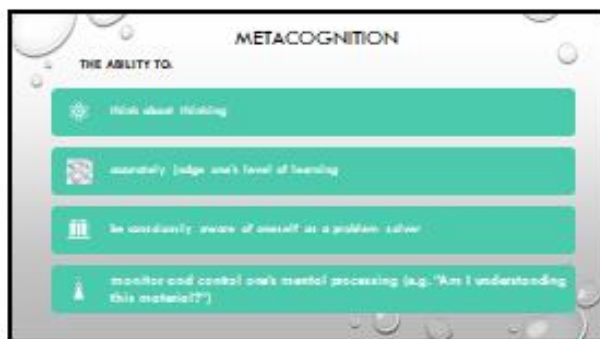 METACOGNITION
THE ABILITY TO:
think about thinking
accurately judge one's level of learning
be consciously aware of oneself as a problem solver
monitor and control one's mental processing (e.g. "Am I understanding
this material?")